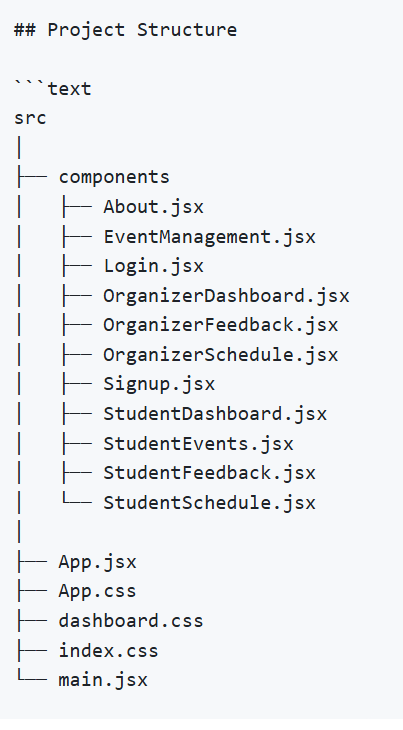 ## Project Structure
```text
src
│
├── components
│   ├── About.jsx
│   ├── EventManagement.jsx
│   ├── Login.jsx
│   ├── OrganizerDashboard.jsx
│   ├── OrganizerFeedback.jsx
│   ├── OrganizerSchedule.jsx
│   ├── Signup.jsx
│   ├── StudentDashboard.jsx
│   ├── StudentEvents.jsx
│   ├── StudentFeedback.jsx
│   └── StudentSchedule.jsx
│
├── App.jsx
├── App.css
├── dashboard.css
├── index.css
└── main.jsx